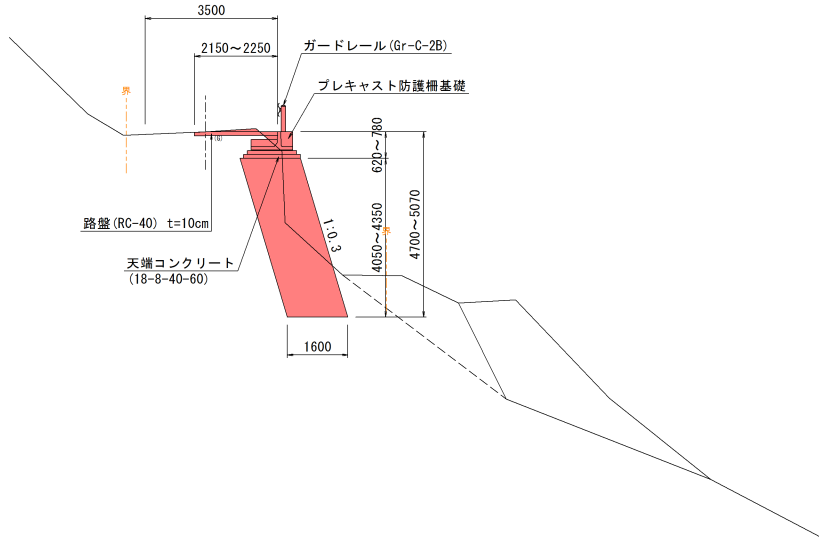 3500
2150～2250
ガードレール(Gr-C-2B)
プレキャスト防護柵基礎
界
(G)
620～780
路盤(RC-40) t=10cm
1:0.3
4050～4350
4700～5070
界
天端コンクリート
(18-8-40-60)
1600